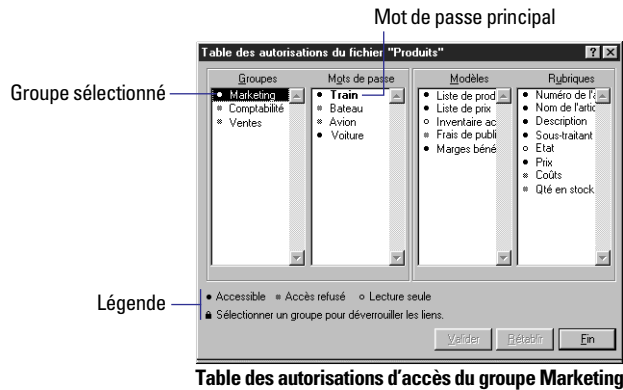 Mot de passe principal
Table des autorisations du fichier "Produits"
Groupe sélectionné
Groupes
Marketing
Comptabilité
Ventes
Mots de passe
Train
Bateau
Avion
Voiture
Modèles
Liste de prod
Liste de prix
Inventaire ac
Frais de publi
Marges béné
Rubriques
Numéro de l'a
Nom de l'artic
Description
Sous-traitant
Etat
Prix
Coûts
Qté en stock
Légende
Accessible Accès refusé Lecture seule
Sélectionner un groupe pour déverrouiller les liens.
Valider Rétablir Fin
Table des autorisations d'accès du groupe Marketing